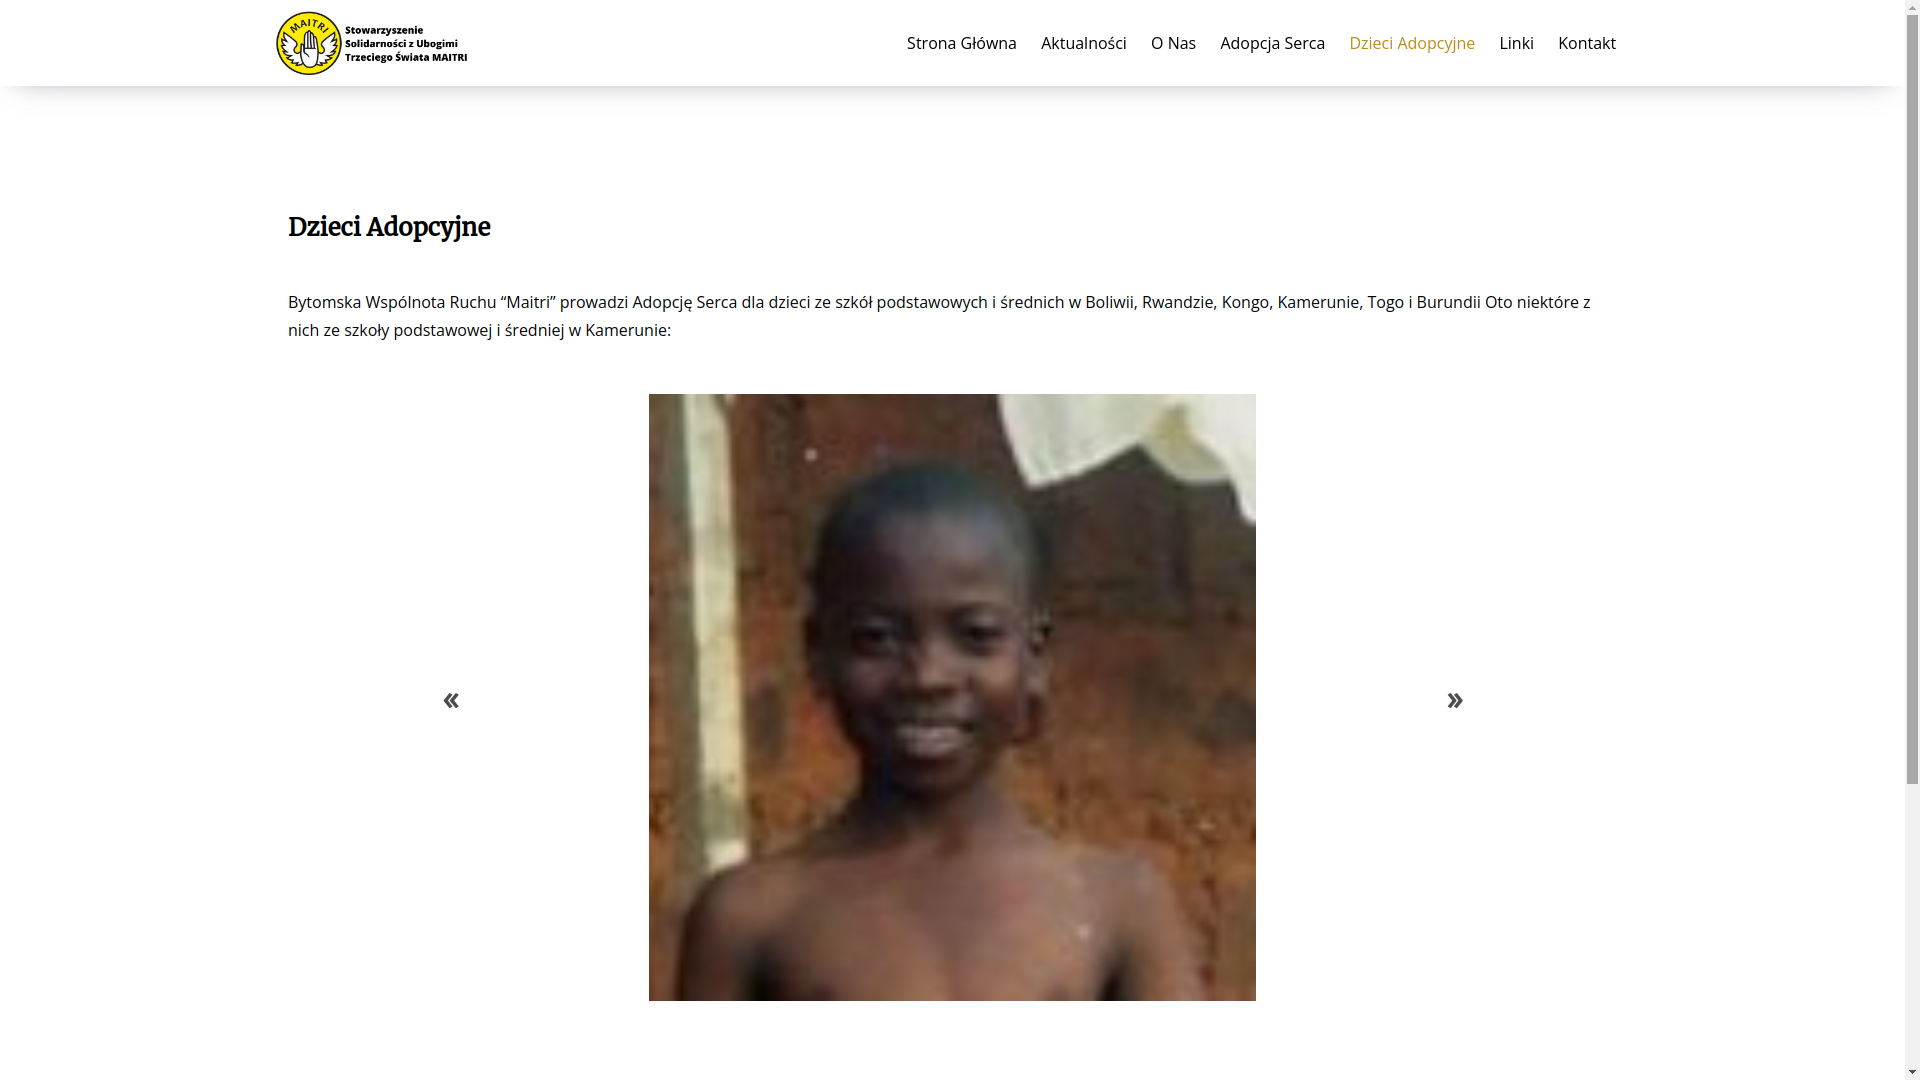 MAITRI
Stowarzyszenie
Solidarności z Ubogimi
Trzeciego Świata MAITRI
Strona Główna
Aktualności
O Nas
Adopcja Serca
Dzieci Adopcyjne
Linki
Kontakt
Dzieci Adopcyjne
Bytomska Wspólnota Ruchu “Maitri” prowadzi Adopcję Serca dla dzieci ze szkół podstawowych i średnich w Boliwii, Rwandzie, Kongo, Kamerunie, Togo i Burundii Oto niektóre z
nich ze szkoły podstawowej i średniej w Kamerunie:
«
»